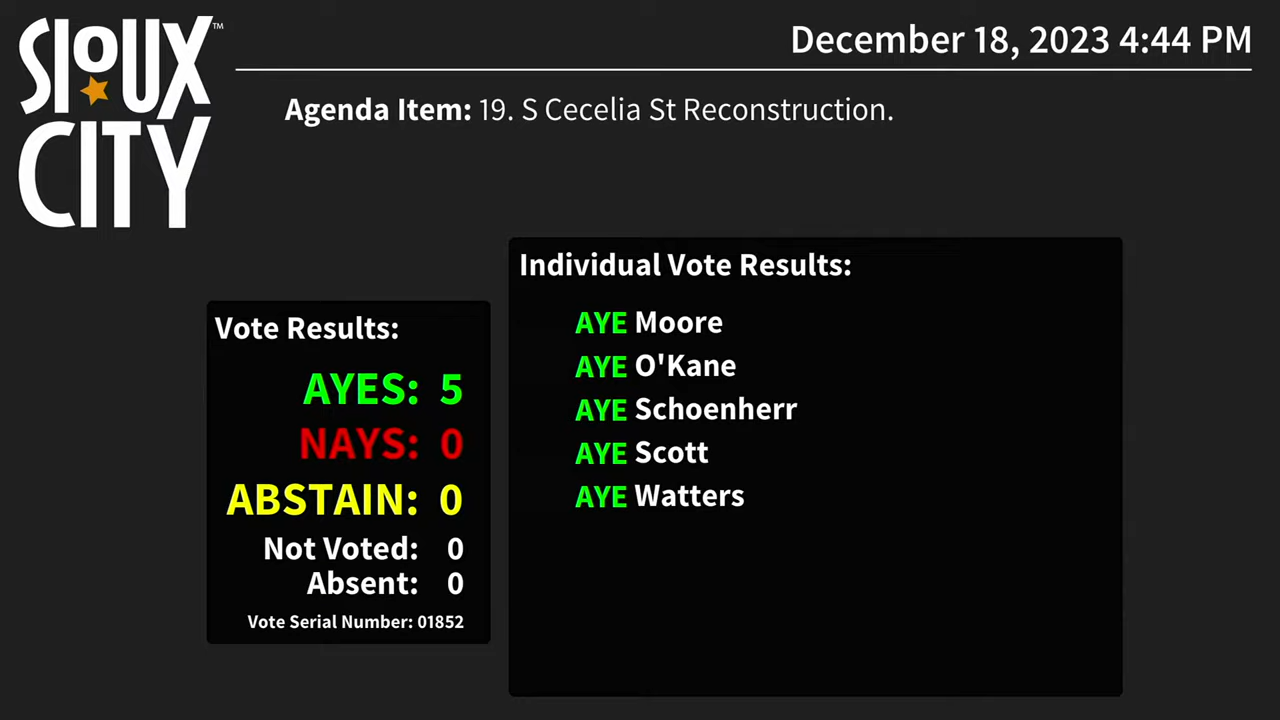 SIOUX™
CITY
December 18, 2023 4:44 PM
Agenda Item: 19. S Cecelia St Reconstruction.
Vote Results:
AYES: 5
NAYS: 0
ABSTAIN: 0
Not Voted: 0
Absent: 0
Vote Serial Number: 01852
Individual Vote Results:
AYE Moore
AYE O'Kane
AYE Schoenherr
AYE Scott
AYE Watters